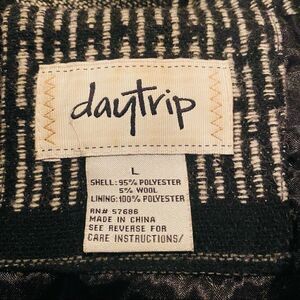 daytrip
L
SHELL: 95% POLYESTER
5% WOOL
LINING: 100% POLYESTER
RN# 57686
MADE IN CHINA
SEE REVERSE FOR
CARE INSTRUCTIONS/